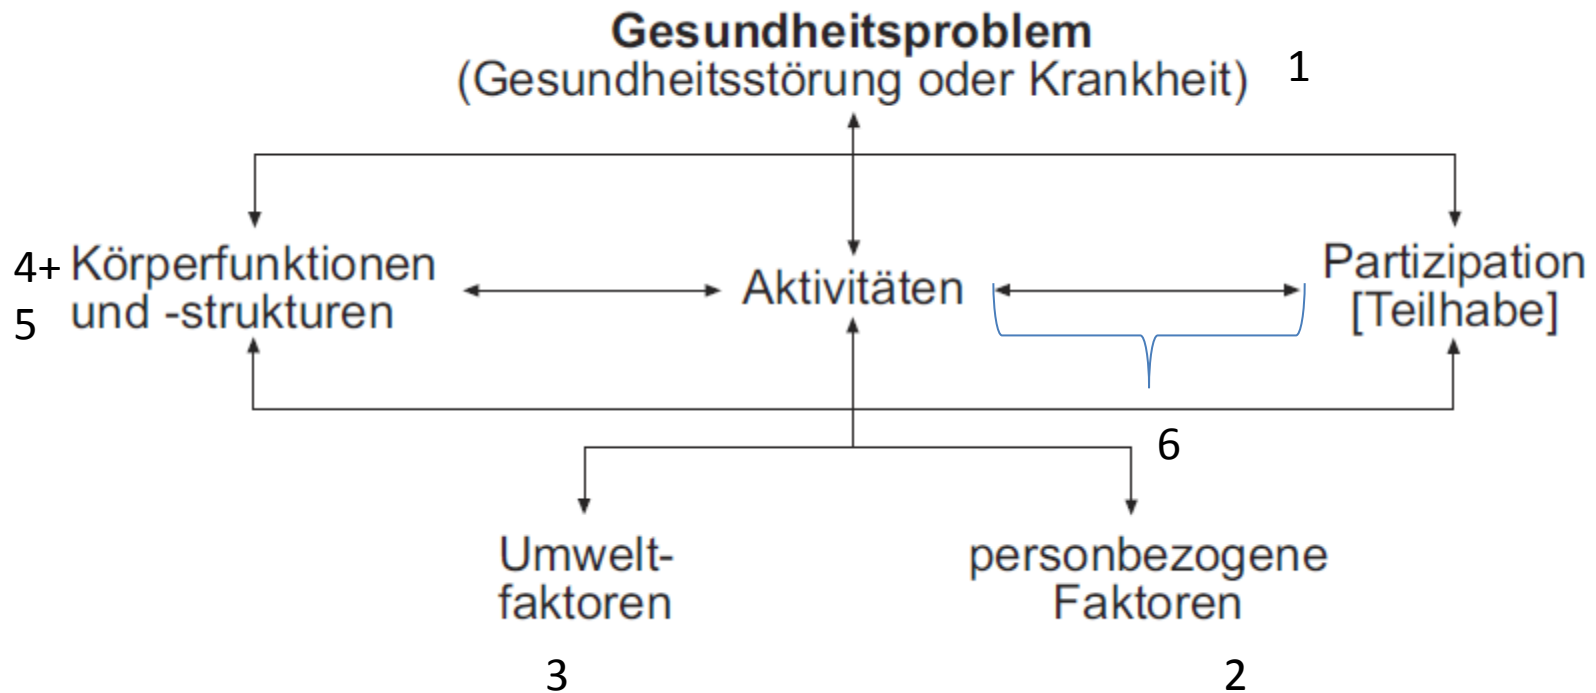 Gesundheitsproblem
(Gesundheitsstörung oder Krankheit) 1
4+ Körperfunktionen
5 und -strukturen
Aktivitäten
Partizipation
[Teilhabe]
6
Umwelt-
faktoren
personbezogene
Faktoren
3
2